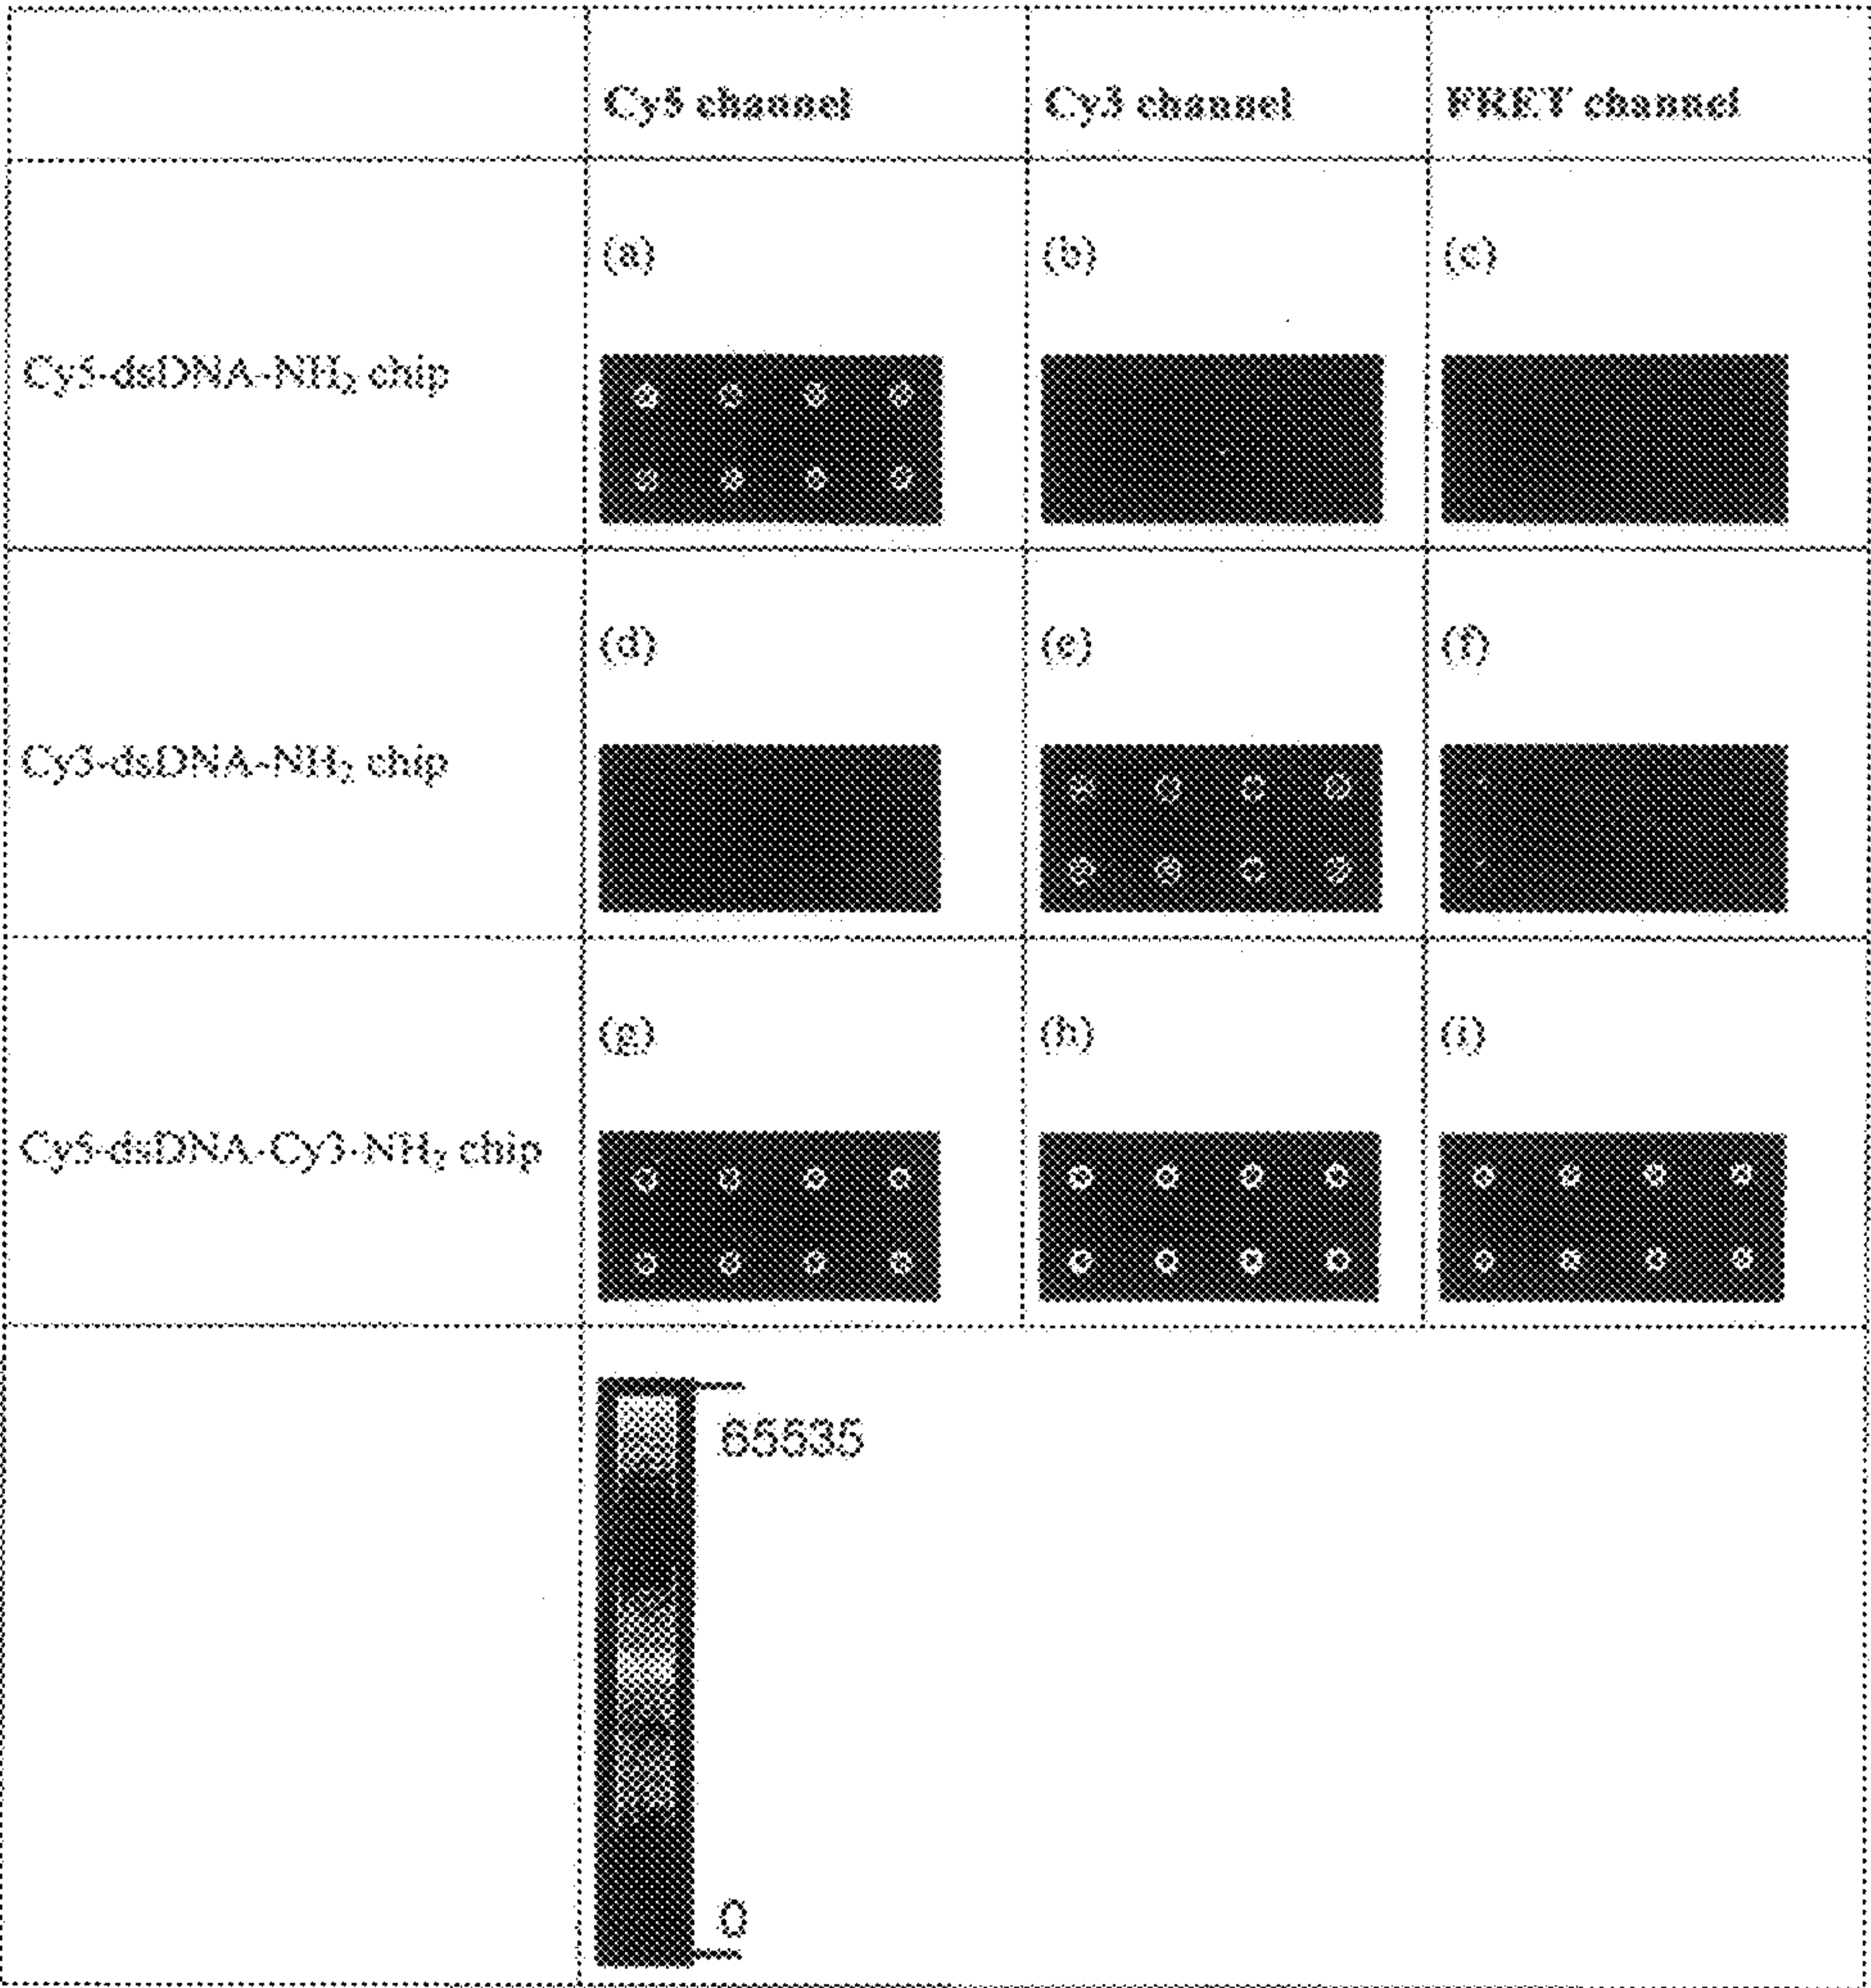 Cy5 channel
Cy3 channel
FRET channel
(a)
(b)
(c)
Cy5-dsDNA-NH₂ chip
(d)
(e)
(f)
Cy3-dsDNA-NH₂ chip
(g)
(h)
(i)
Cy5-dsDNA-Cy3-NH₂ chip
65535
0